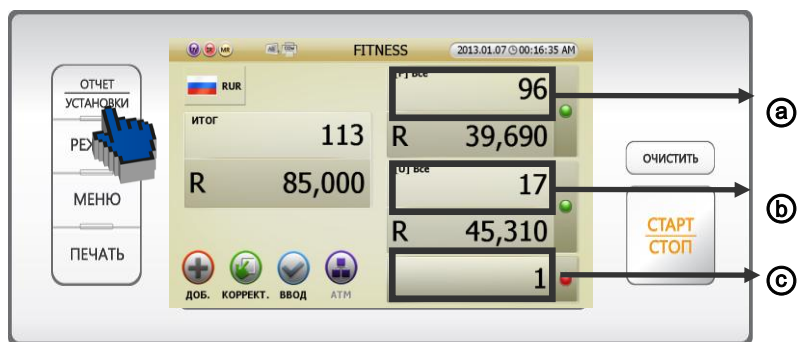 ОТЧЕТ
УСТАНОВКИ
МЕНЮ
ПЕЧАТЬ
FITNESS
2013.01.07 00:16:35 AM
RUR
ИТОГ
113
R 85,000
[F] Все
96
R 39,690
[U] Все
17
R 45,310
1
ДОБ. КОРРЕКТ. ВВОД ATM
ОЧИСТИТЬ
СТАРТ
СТОП
ⓐ
ⓑ
ⓒ